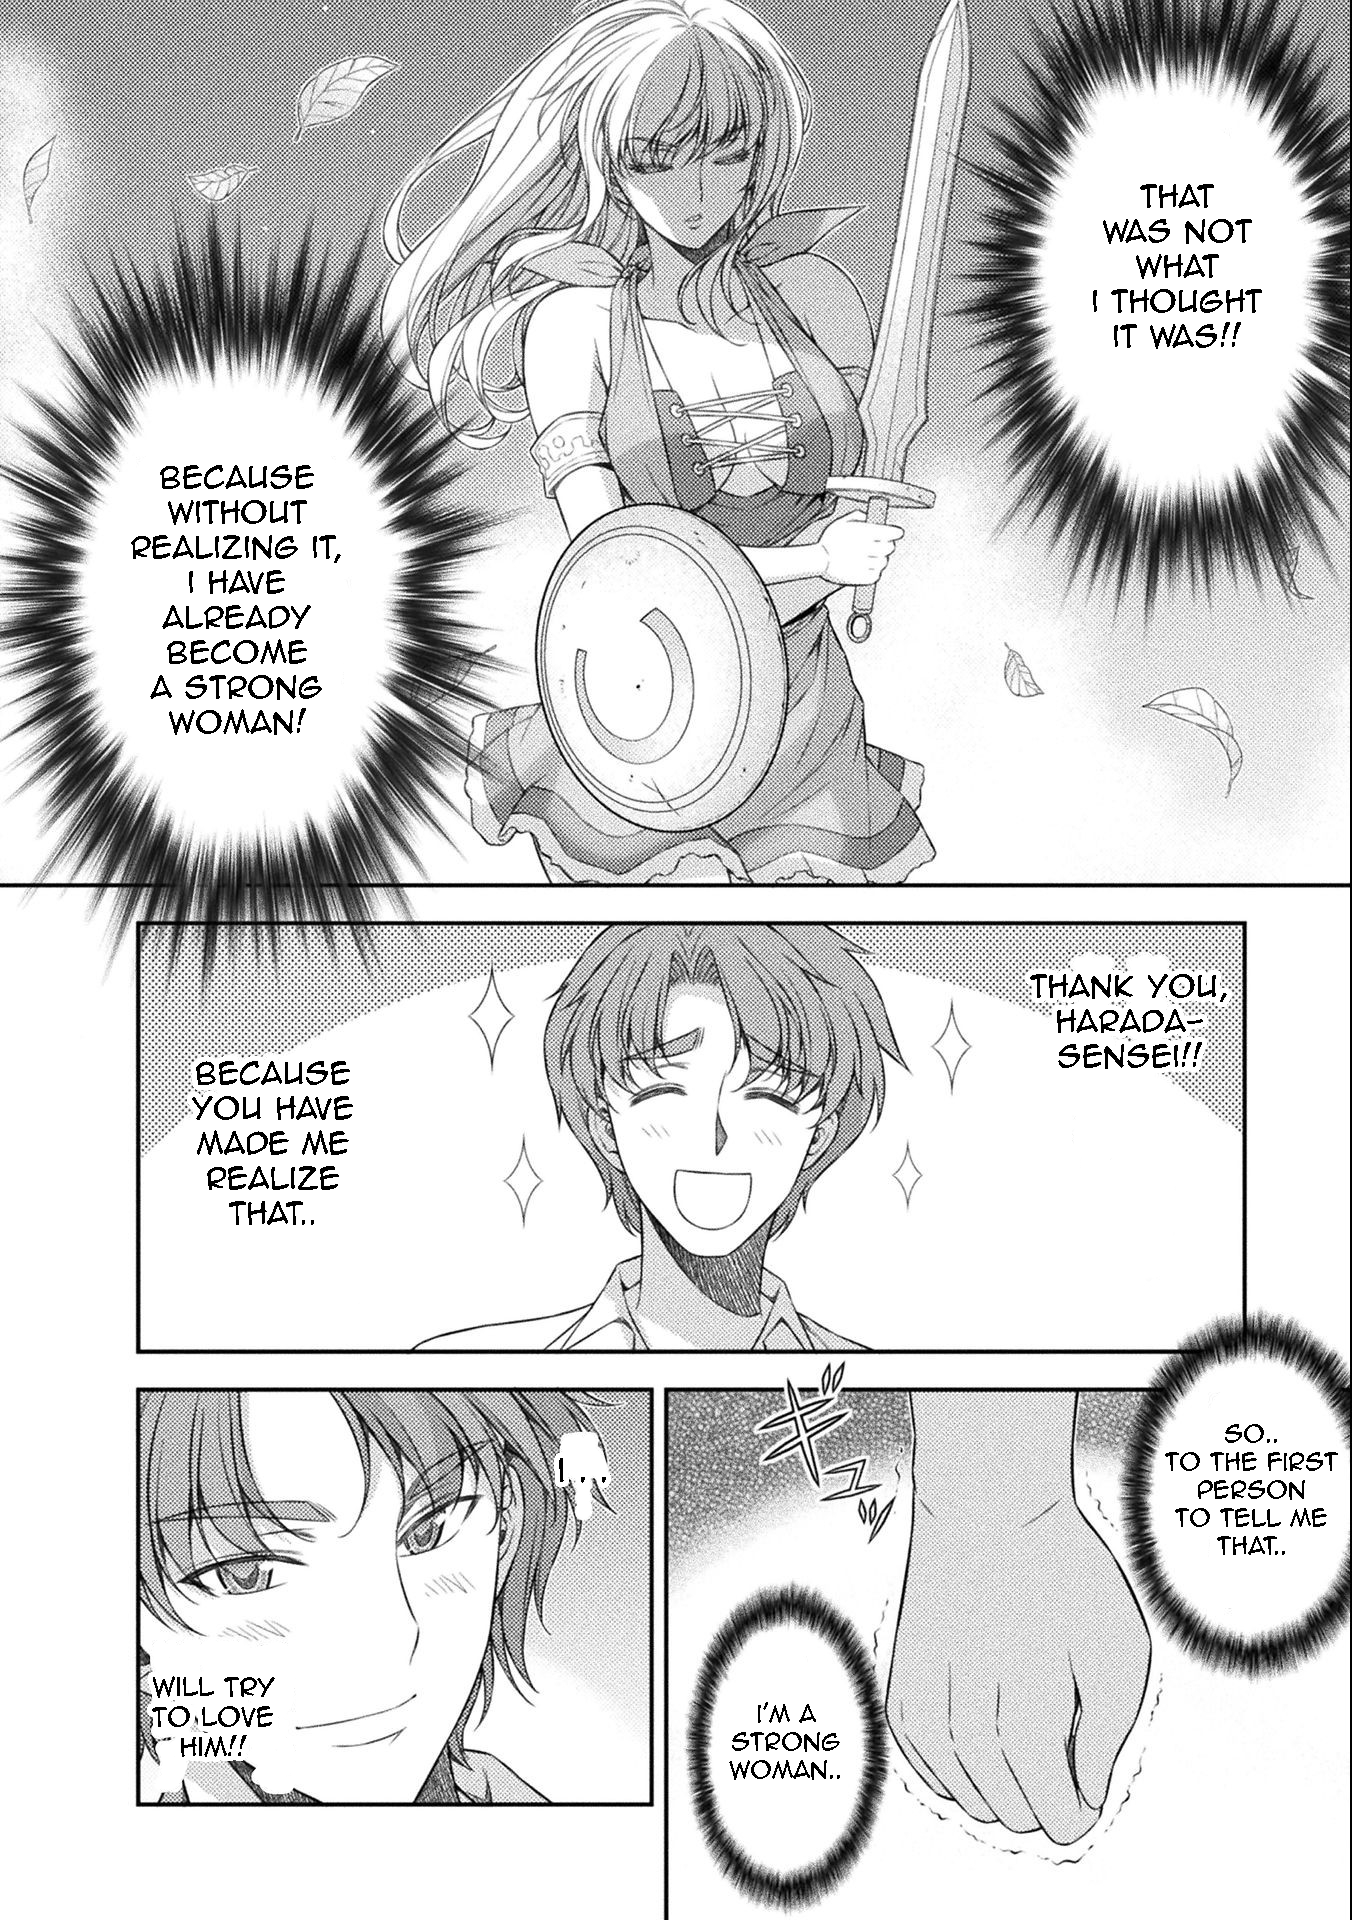 THAT
WAS NOT
WHAT
I THOUGHT
IT WAS!!
BECAUSE
WITHOUT
REALIZING IT,
I HAVE
ALREADY
BECOME
A STRONG
WOMAN!
THANK YOU,
HARADA-
SENSEI!!
BECAUSE
YOU HAVE
MADE ME
REALIZE
THAT..
SO..
TO THE FIRST
PERSON
TO TELL ME
THAT..
ギュ
I'M A
STRONG
WOMAN..
I...
WILL TRY
TO LOVE
HIM!!